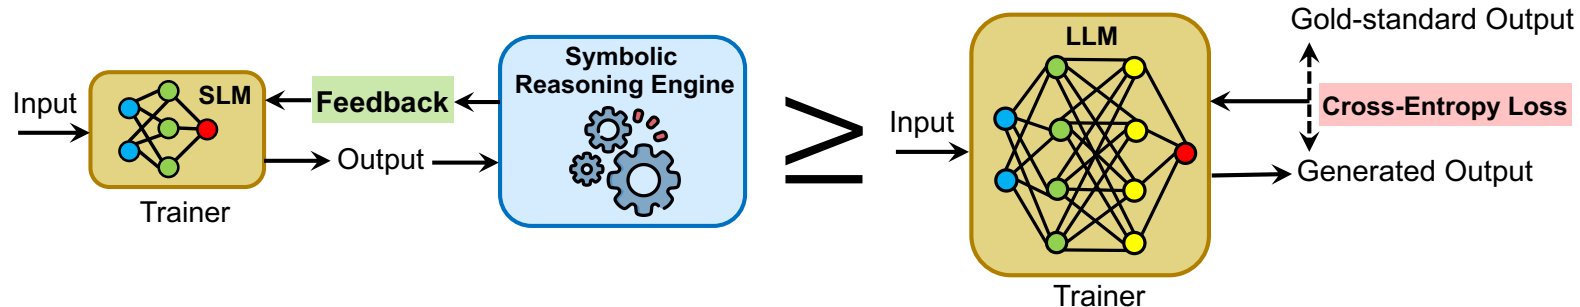 Input
SLM
Trainer
Feedback
Output
Symbolic
Reasoning Engine
≥
Input
LLM
Trainer
Gold-standard Output
Cross-Entropy Loss
Generated Output